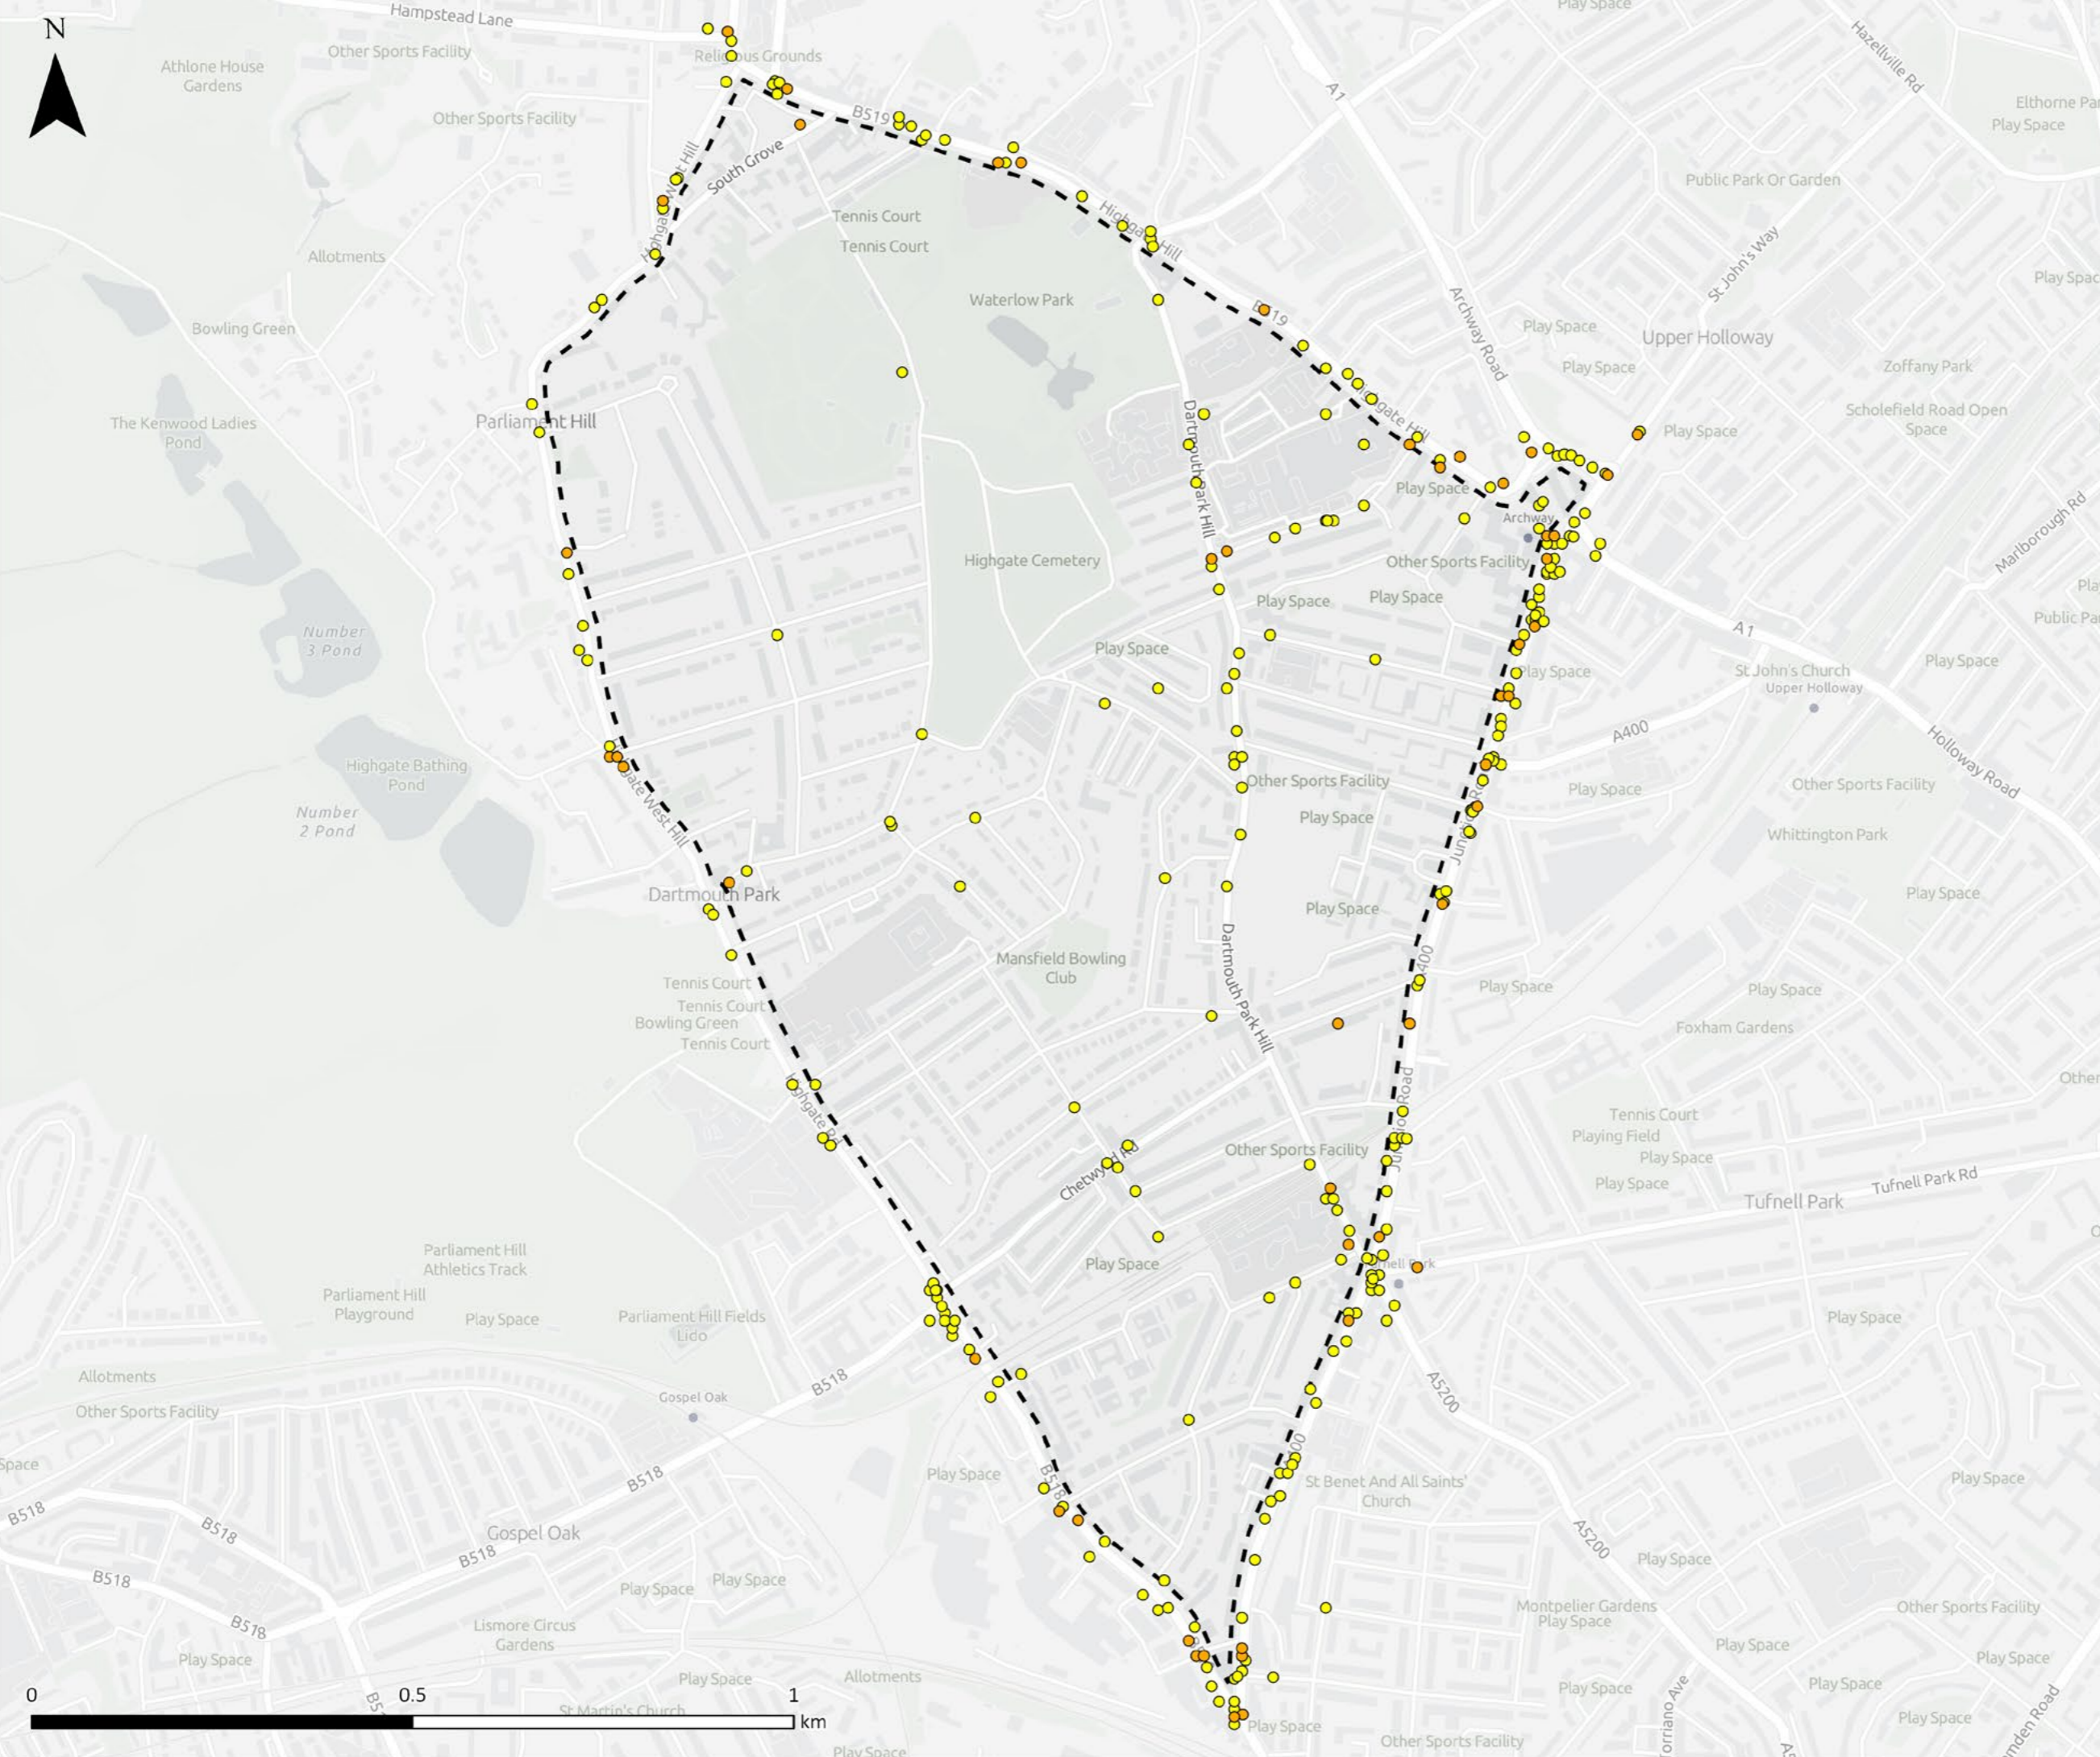 N
Hampstead Lane
Play Space
Other Sports Facility
Religious Grounds
Athlone House
Gardens
Hazellville Rd
A1
Other Sports Facility
B519
Play Space
South Grove
Public Park Or Garden
Tennis Court
Highgate Hill
Tennis Court
Allotments
St John's Way
Waterlow Park
Bowling Green
B519
Archway Road
Play Space
Upper Holloway
Play Space
Zoffany Park
Parliament Hill
The Kenwood Ladies
Pond
Highgate Hill
Scholefield Road Open
Space
Play Space
Dartmouth Park Hill
Play Space
Marlborough Rd
Archway
Highgate Cemetery
Other Sports Facility
Play Space
Play Space
A1
Number
3 Pond
Play Space
Play Space
Play Space
St John's Church
Upper Holloway
A400
Highgate Bathing
Pond
Holloway Road
Other Sports Facility
Other Sports Facility
Play Space
Number
2 Pond
Play Space
Whittington Park
Dartmouth Park
Play Space
Play Space
Mansfield Bowling
Club
Dartmouth Park Hill
Tennis Court
Tennis Court
Bowling Green
Tennis Court
Play Space
Play Space
Foxham Gardens
Highgate Rd
Junction Road
Tennis Court
Playing Field
Play Space
Other Sports Facility
Chetwynd Rd
Play Space
Tufnell Park Rd
Tufnell Park
Parliament Hill
Athletics Track
Play Space
Parliament Hill
Playground
Play Space
Parliament Hill Fields
Lido
Play Space
Allotments
B518
A5200
Gospel Oak
Other Sports Facility
Play Space
B518
B518
St Benet And All Saints'
Church
Play Space
B518
B518
Gospel Oak
B518
A5200
Play Space
B518
Play Space
Play Space
B518
Lismore Circus
Gardens
Montpelier Gardens
Play Space
Other Sports Facility
Play Space
Play Space
Play Space
Play Space
Allotments
Play Space
Play Space
0
0.5
1
km
St Martin's Church
Play Space
Play Space
Other Sports Facility
Play Space